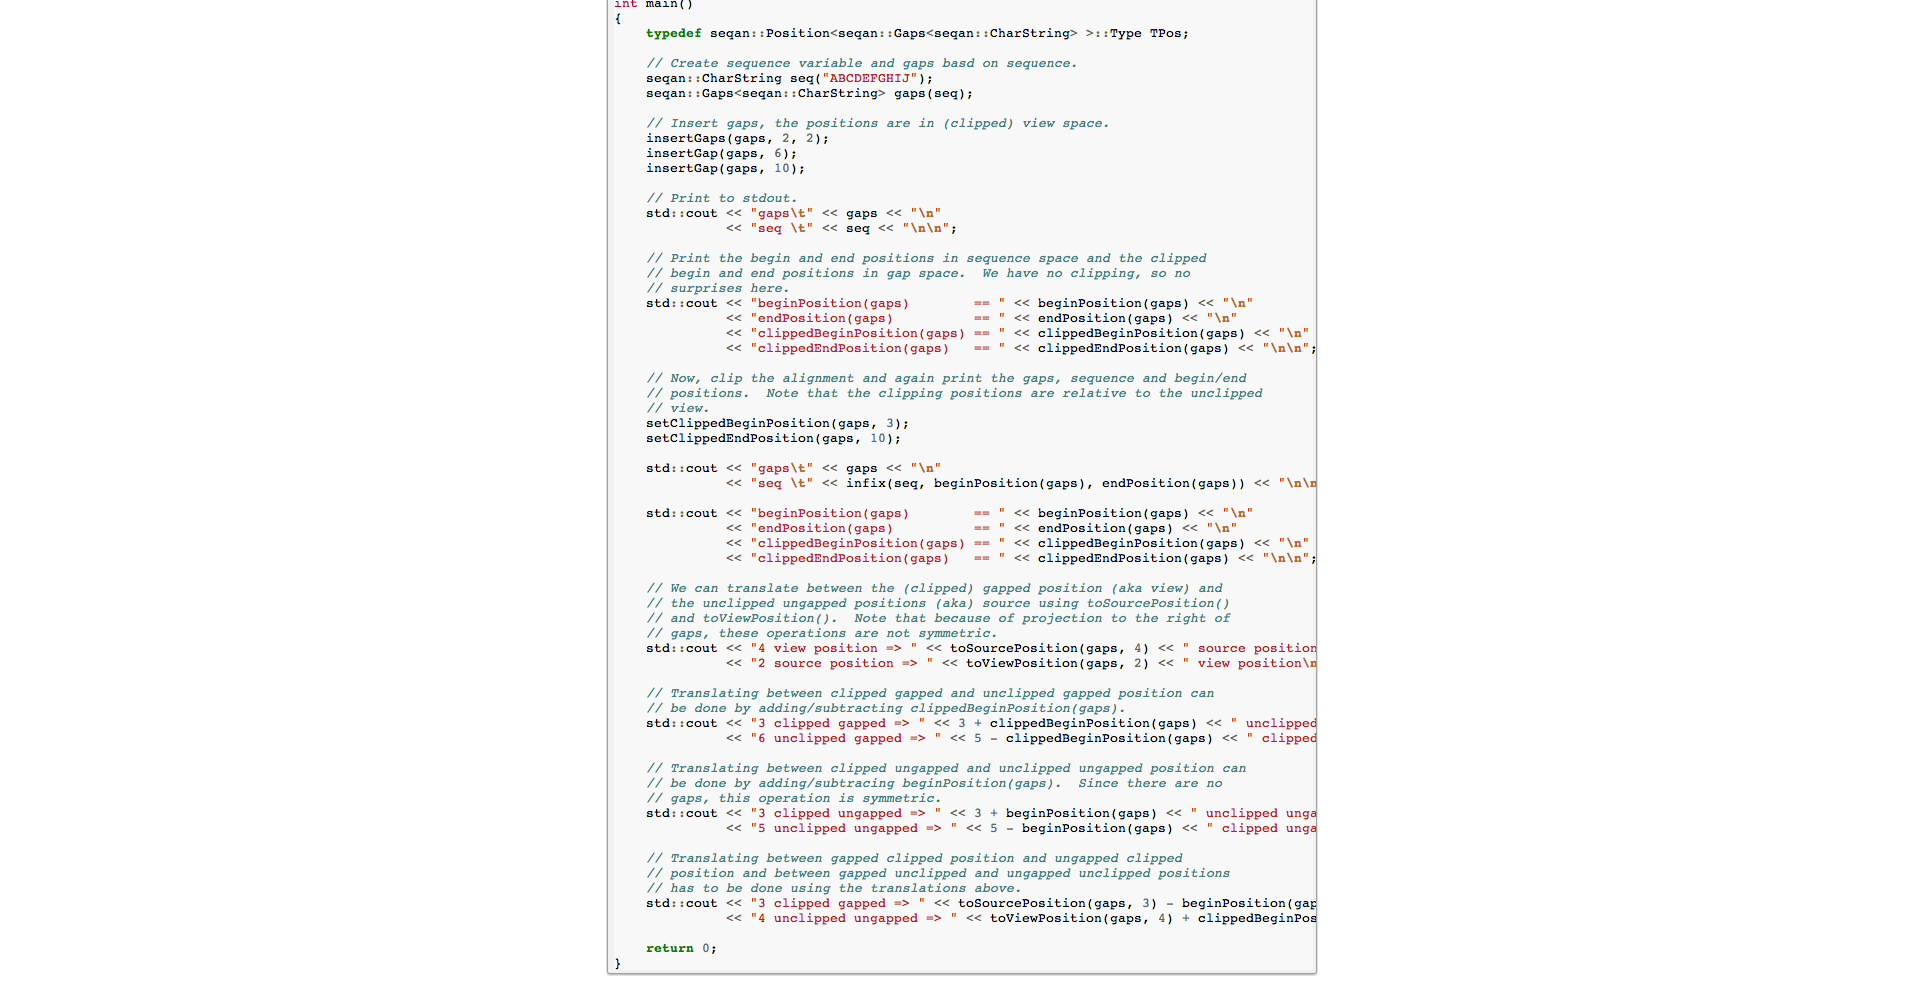 int main()
{
    typedef seqan::Position<seqan::Gaps<seqan::CharString> >::Type TPos;
    // Create sequence variable and gaps basd on sequence.
    seqan::CharString seq("ABCDEFGHIJ");
    seqan::Gaps<seqan::CharString> gaps(seq);
    // Insert gaps, the positions are in (clipped) view space.
    insertGaps(gaps, 2, 2);
    insertGap(gaps, 6);
    insertGap(gaps, 10);
    // Print to stdout.
    std::cout << "gaps\t" << gaps << "\n"
              << "seq \t" << seq << "\n\n";
    // Print the begin and end positions in sequence space and the clipped
    // begin and end positions in gap space.  We have no clipping, so no
    // surprises here.
    std::cout << "beginPosition(gaps)        == " << beginPosition(gaps) << "\n"
              << "endPosition(gaps)          == " << endPosition(gaps) << "\n"
              << "clippedBeginPosition(gaps) == " << clippedBeginPosition(gaps) << "\n"
              << "clippedEndPosition(gaps)   == " << clippedEndPosition(gaps) << "\n\n";
    // Now, clip the alignment and again print the gaps, sequence and begin/end
    // positions.  Note that the clipping positions are relative to the unclipped
    // view.
    setClippedBeginPosition(gaps, 3);
    setClippedEndPosition(gaps, 10);
    std::cout << "gaps\t" << gaps << "\n"
              << "seq \t" << infix(seq, beginPosition(gaps), endPosition(gaps)) << "\n\n
    std::cout << "beginPosition(gaps)        == " << beginPosition(gaps) << "\n"
              << "endPosition(gaps)          == " << endPosition(gaps) << "\n"
              << "clippedBeginPosition(gaps) == " << clippedBeginPosition(gaps) << "\n"
              << "clippedEndPosition(gaps)   == " << clippedEndPosition(gaps) << "\n\n";
    // We can translate between the (clipped) gapped position (aka view) and
    // the unclipped ungapped positions (aka) source using toSourcePosition()
    // and toViewPosition().  Note that because of projection to the right of
    // gaps, these operations are not symmetric.
    std::cout << "4 view position => " << toSourcePosition(gaps, 4) << " source position
              << "2 source position => " << toViewPosition(gaps, 2) << " view position\n
    // Translating between clipped gapped and unclipped gapped position can
    // be done by adding/subtracting clippedBeginPosition(gaps).
    std::cout << "3 clipped gapped => " << 3 + clippedBeginPosition(gaps) << " unclipped
              << "6 unclipped gapped => " << 5 - clippedBeginPosition(gaps) << " clipped
    // Translating between clipped ungapped and unclipped ungapped position can
    // be done by adding/subtracing beginPosition(gaps).  Since there are no
    // gaps, this operation is symmetric.
    std::cout << "3 clipped ungapped => " << 3 + beginPosition(gaps) << " unclipped unga
              << "5 unclipped ungapped => " << 5 - beginPosition(gaps) << " clipped unga
    // Translating between gapped clipped position and ungapped clipped
    // position and between gapped unclipped and ungapped unclipped positions
    // has to be done using the translations above.
    std::cout << "3 clipped gapped => " << toSourcePosition(gaps, 3) - beginPosition(gap
              << "4 unclipped ungapped => " << toViewPosition(gaps, 4) + clippedBeginPos
    return 0;
}